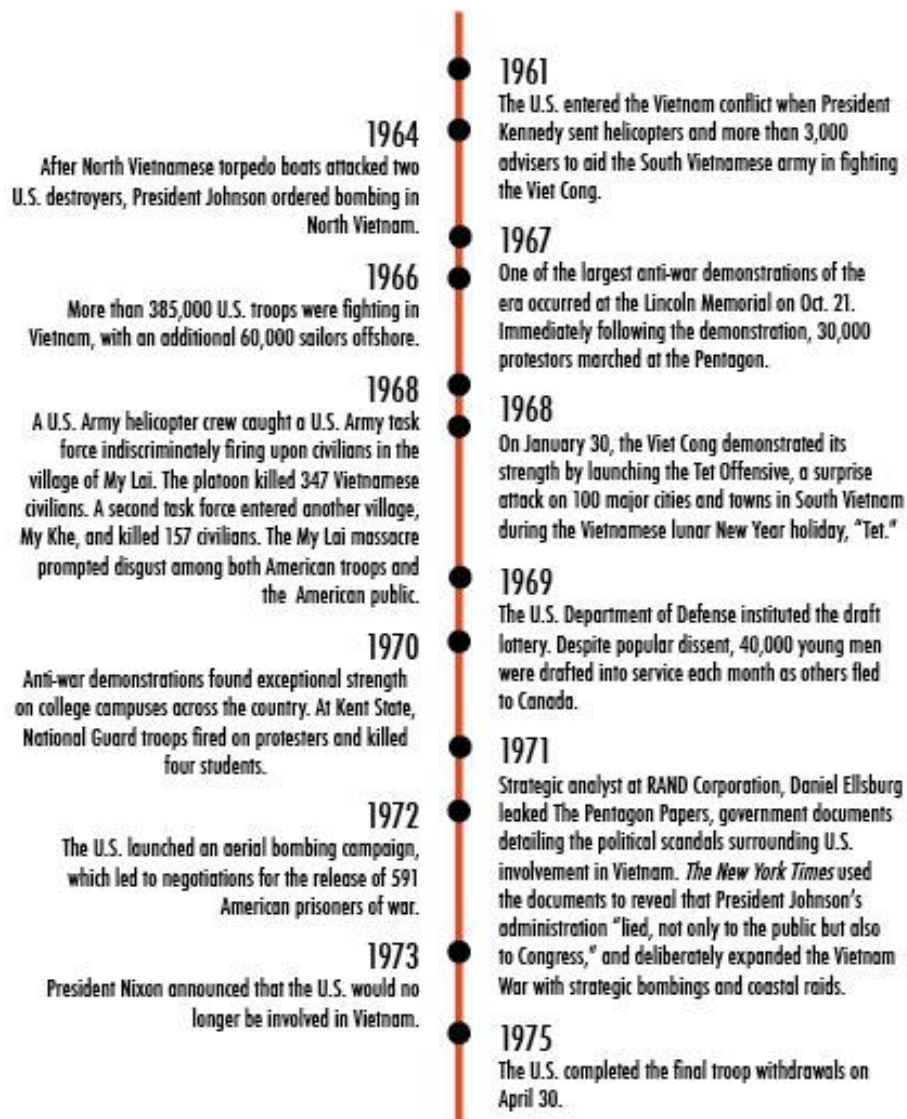 1961
The U.S. entered the Vietnam conflict when President
Kennedy sent helicopters and more than 3,000
advisers to aid the South Vietnamese army in fighting
the Viet Cong.
1964
After North Vietnamese torpedo boats attacked two
U.S. destroyers, President Johnson ordered bombing in
North Vietnam.
1967
One of the largest anti-war demonstrations of the
era occurred at the Lincoln Memorial on Oct. 21.
Immediately following the demonstration, 30,000
protestors marched at the Pentagon.
1966
More than 385,000 U.S. troops were fighting in
Vietnam, with an additional 60,000 sailors offshore.
1968
A U.S. Army helicopter crew caught a U.S. Army task
force indiscriminately firing upon civilians in the
village of My Lai. The platoon killed 347 Vietnamese
civilians. A second task force entered another village,
My Khe, and killed 157 civilians. The My Lai massacre
prompted disgust among both American troops and
the American public.
1968
On January 30, the Viet Cong demonstrated its
strength by launching the Tet Offensive, a surprise
attack on 100 major cities and towns in South Vietnam
during the Vietnamese lunar New Year holiday, "Tet."
1969
The U.S. Department of Defense instituted the draft
lottery. Despite popular dissent, 40,000 young men
were drafted into service each month as others fled
to Canada.
1970
Anti-war demonstrations found exceptional strength
on college campuses across the country. At Kent State,
National Guard troops fired on protesters and killed
four students.
1971
Strategic analyst at RAND Corporation, Daniel Ellsburg
leaked The Pentagon Papers, government documents
detailing the political scandals surrounding U.S.
involvement in Vietnam. The New York Times used
the documents to reveal that President Johnson's
administration "lied, not only to the public but also
to Congress," and deliberately expanded the Vietnam
War with strategic bombings and coastal raids.
1972
The U.S. launched an aerial bombing campaign,
which led to negotiations for the release of 591
American prisoners of war.
1973
President Nixon announced that the U.S. would no
longer be involved in Vietnam.
1975
The U.S. completed the final troop withdrawals on
April 30.